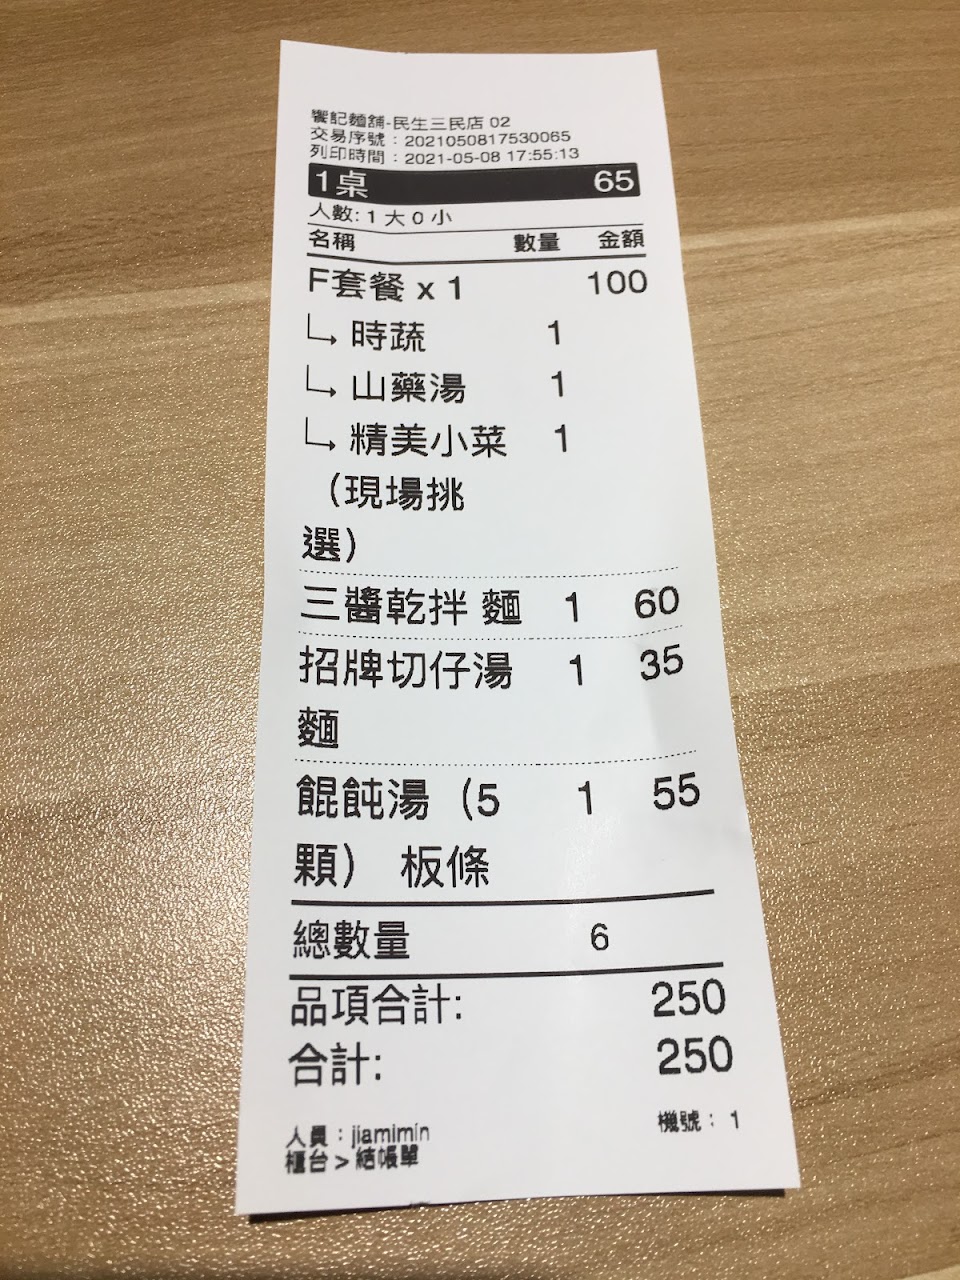 饗記麵舖-民生三民店 02
交易序號：2021050817530065
列印時間：2021-05-08 17:55:13
1桌 65
人數: 1 大 0 小
名稱 數量 金額
F套餐 x 1 100
時蔬 1
山藥湯 1
精美小菜 1
（現場挑
選）
三醬乾拌 麵 1 60
招牌切仔湯 1 35
麵
餛飩湯（5 1 55
顆） 板條
總數量 6
品項合計: 250
合計: 250
人員：jiamimin 機號：1
櫃台 > 結帳單